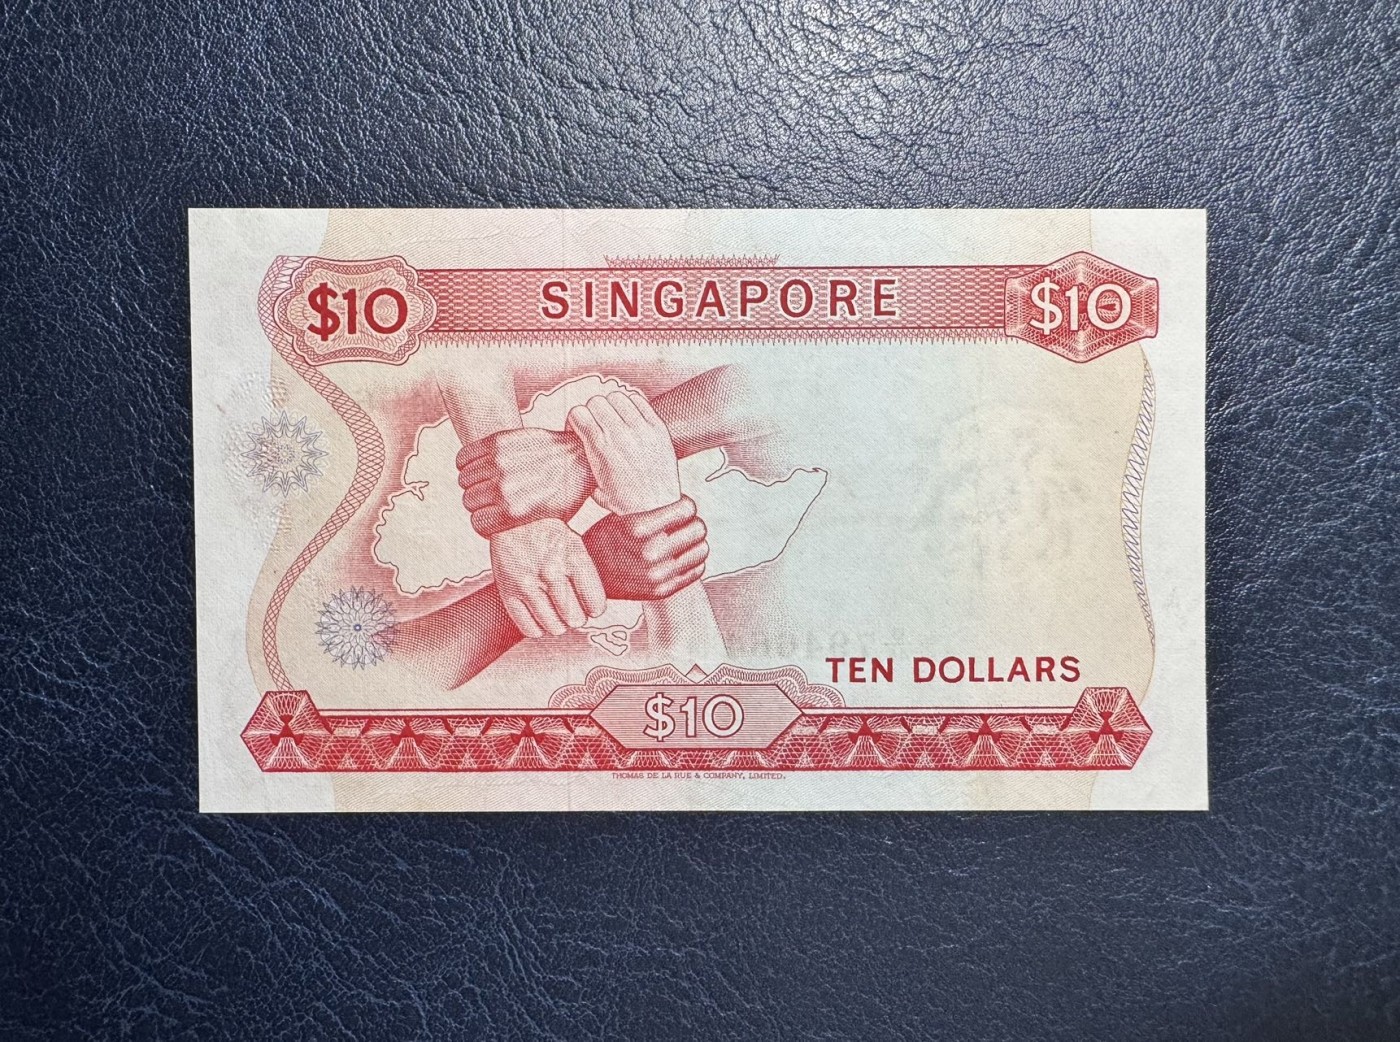 $10 SINGAPORE $10
TEN DOLLARS
$10
THOMAS DE LA RUE & COMPANY, LIMITED.